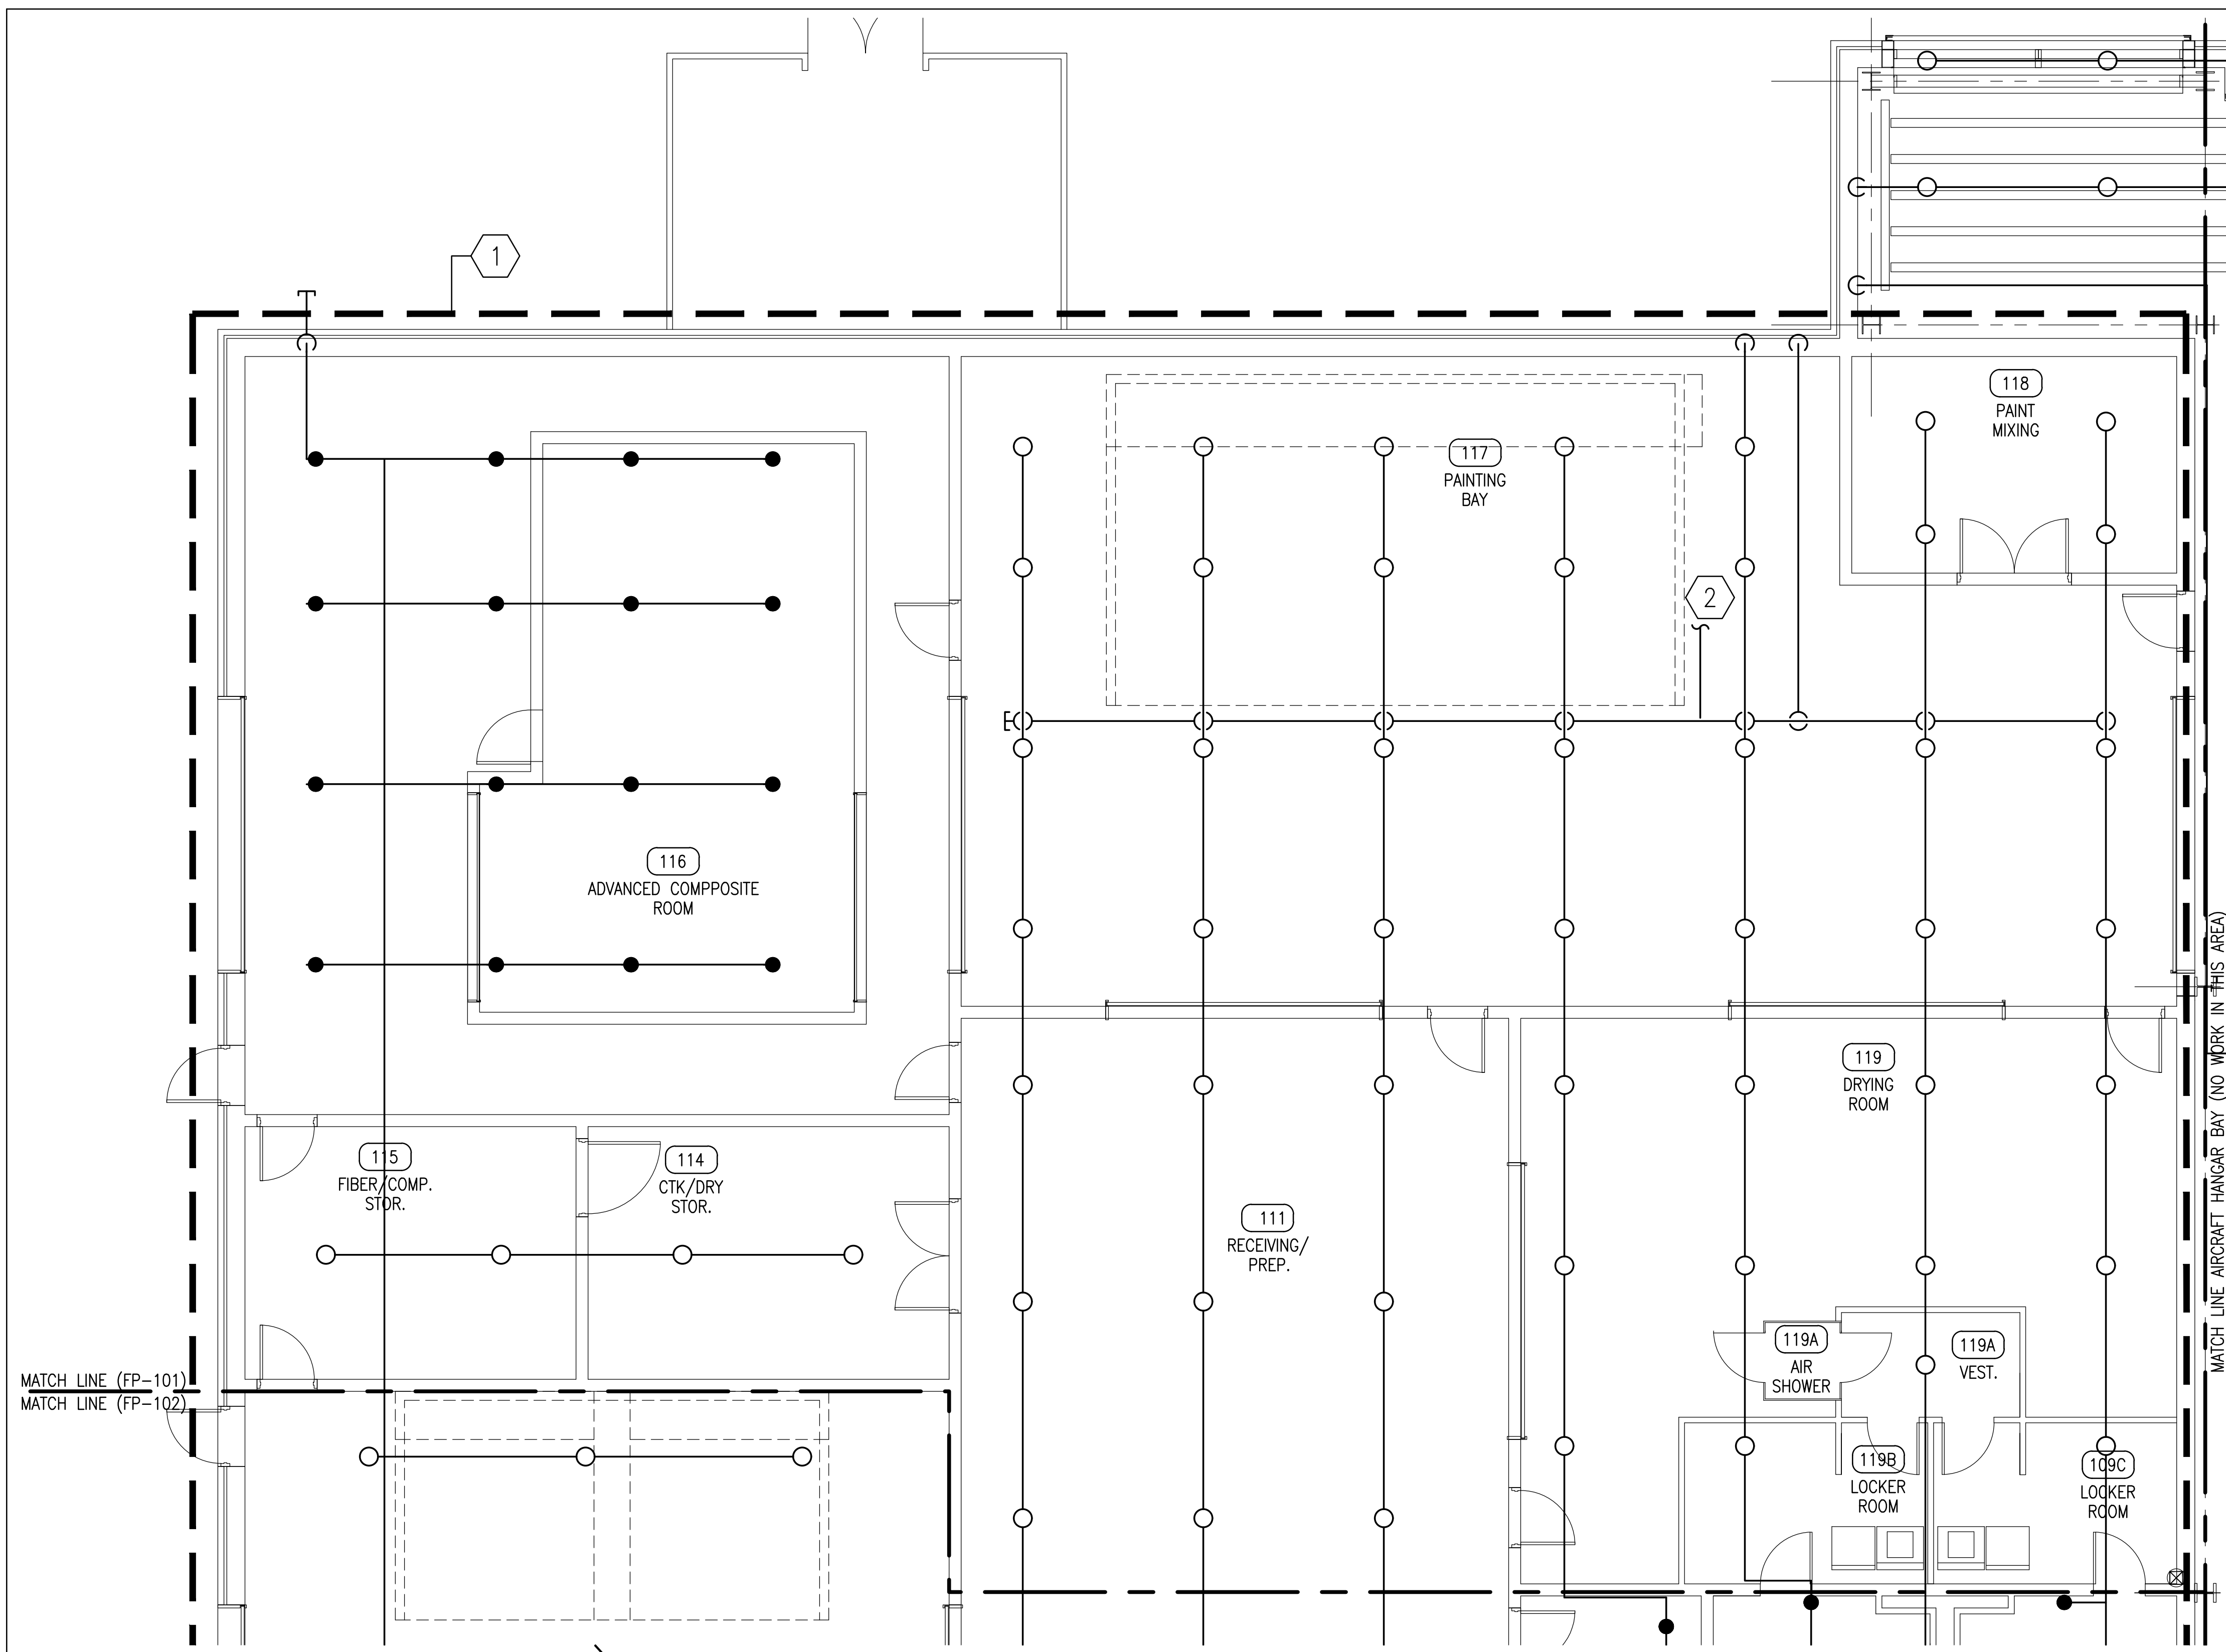 1
118
PAINT
MIXING
117
PAINTING
BAY
2
116
ADVANCED COMPPOSITE
ROOM
119
DRYING
ROOM
115
FIBER/COMP.
STOR.
114
CTK/DRY
STOR.
111
RECEIVING/
PREP.
119A
AIR
SHOWER
119A
VEST.
MATCH LINE (FP-101)
MATCH LINE (FP-102)
119B
LOCKER
ROOM
109C
LOCKER
ROOM
MATCH LINE AIRCRAFT HANGAR BAY (NO WORK IN THIS AREA)